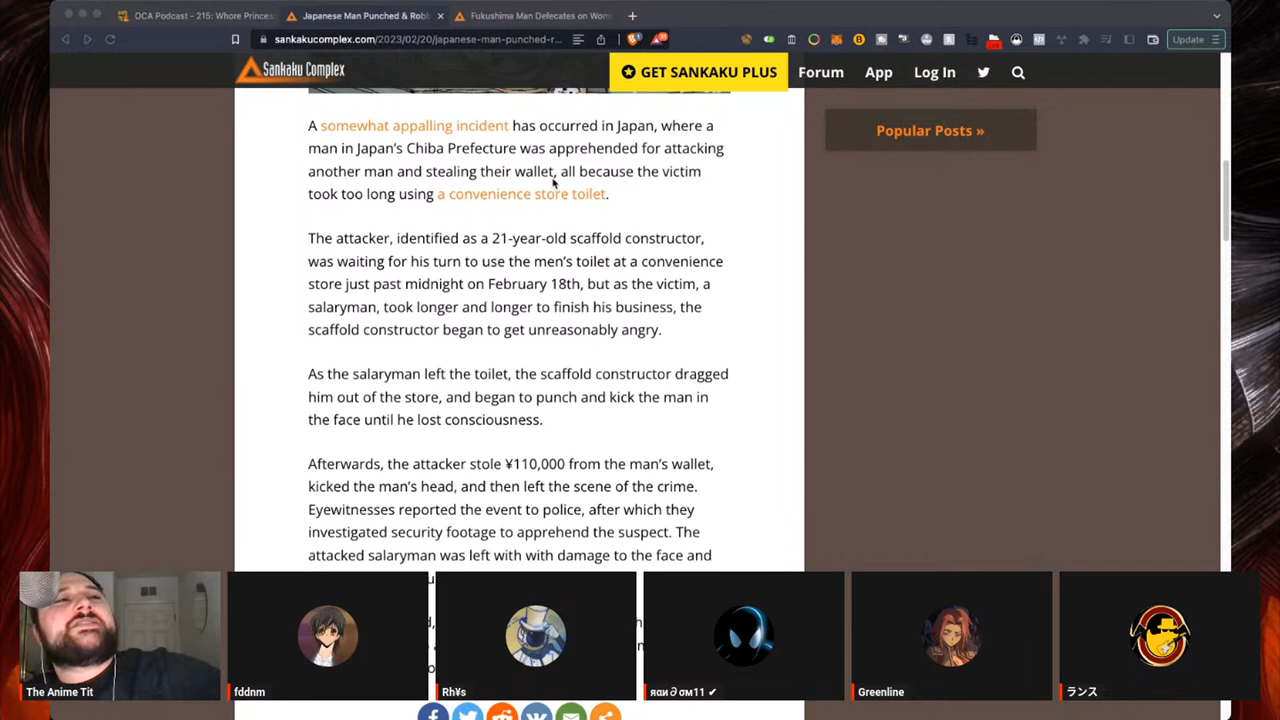 OCA Podcast - 215: Whore Princes
Japanese Man Punched & Robb
Fukushima Man Defecates on Wom
sankakucomplex.com/2023/02/20/japanese-man-punched-r...
Update
Sankaku Complex
GET SANKAKU PLUS
Forum
App
Log In
Popular Posts »
A somewhat appalling incident has occurred in Japan, where a
man in Japan's Chiba Prefecture was apprehended for attacking
another man and stealing their wallet, all because the victim
took too long using a convenience store toilet.
The attacker, identified as a 21-year-old scaffold constructor,
was waiting for his turn to use the men's toilet at a convenience
store just past midnight on February 18th, but as the victim, a
salaryman, took longer and longer to finish his business, the
scaffold constructor began to get unreasonably angry.
As the salaryman left the toilet, the scaffold constructor dragged
him out of the store, and began to punch and kick the man in
the face until he lost consciousness.
Afterwards, the attacker stole ¥110,000 from the man's wallet,
kicked the man's head, and then left the scene of the crime.
Eyewitnesses reported the event to police, after which they
investigated security footage to apprehend the suspect. The
attacked salaryman was left with with damage to the face and
The Anime Tit
fddnm
Rh¥s
яαи∂σм11 ✔
Greenline
ランス